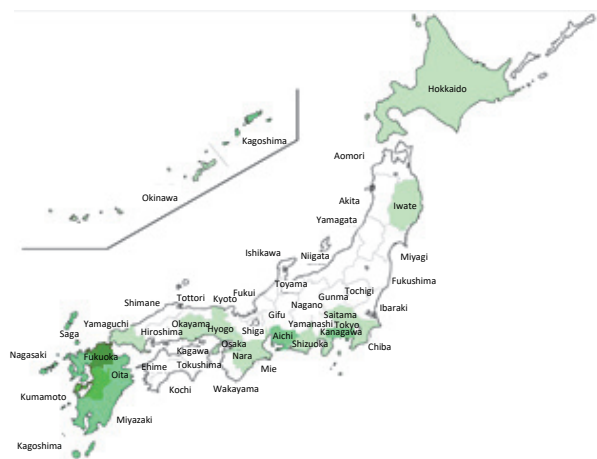 Hokkaido
Kagoshima
Aomori
Okinawa
Akita
Iwate
Yamagata
Ishikawa
Niigata
Miyagi
Toyama
Fukushima
Fukui
Tochigi
Gunma
Tottori
Kyoto
Nagano
Shimane
Ibaraki
Gifu
Saitama
Yamaguchi
Okayama
Yamanashi
Tokyo
Saga
Hiroshima
Hyogo
Shiga
Aichi
Kanagawa
Osaka
Shizuoka
Chiba
Nagasaki
Fukuoka
Kagawa
Nara
Ehime
Tokushima
Mie
Oita
Kochi
Wakayama
Kumamoto
Miyazaki
Kagoshima